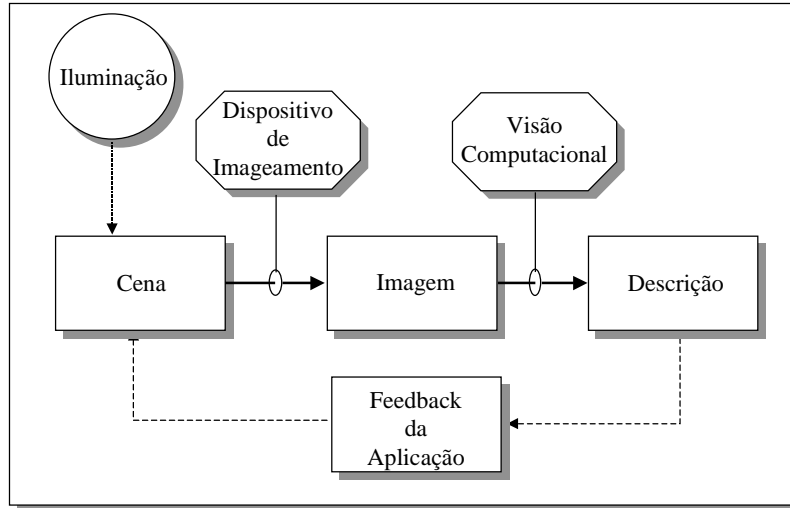 Iluminação
Dispositivo
de
Imageamento
Visão
Computacional
Cena
Imagem
Descrição
Feedback
da
Aplicação